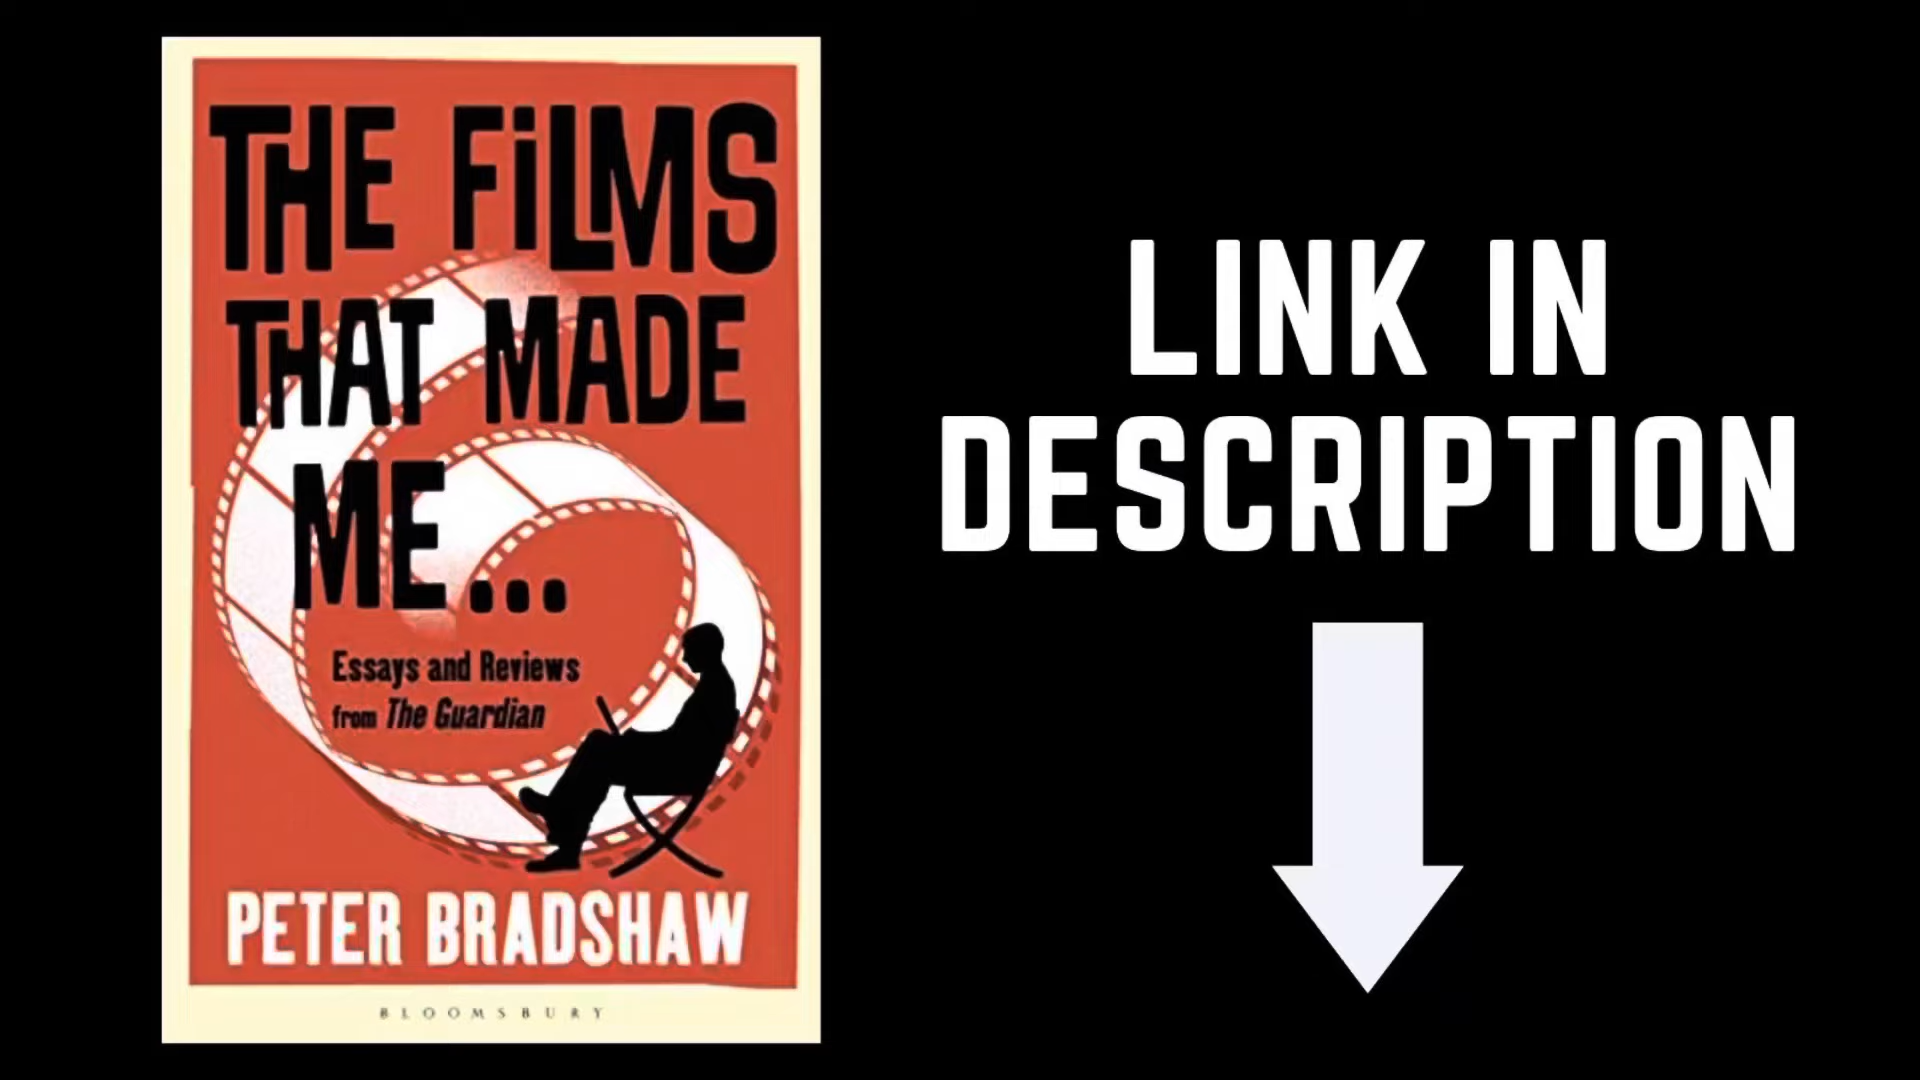 THE FiLMS
THAT MADE
ME...
Essays and Reviews
from The Guardian
PETER BRADSHAW
BLOOMSBURY
LINK IN
DESCRIPTION